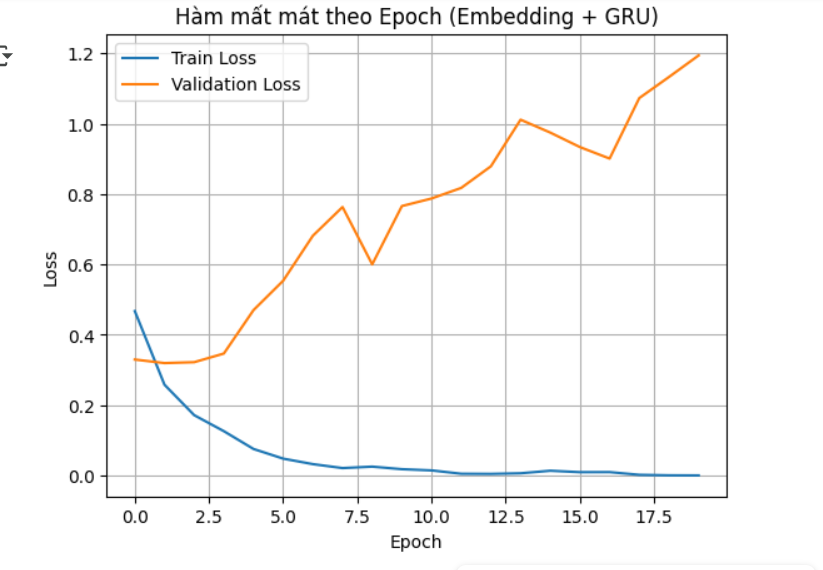 Hàm mất mát theo Epoch (Embedding + GRU)
Train Loss
Validation Loss
1.2
1.0
0.8
0.6
0.4
0.2
0.0
Loss
0.0 2.5 5.0 7.5 10.0 12.5 15.0 17.5
Epoch